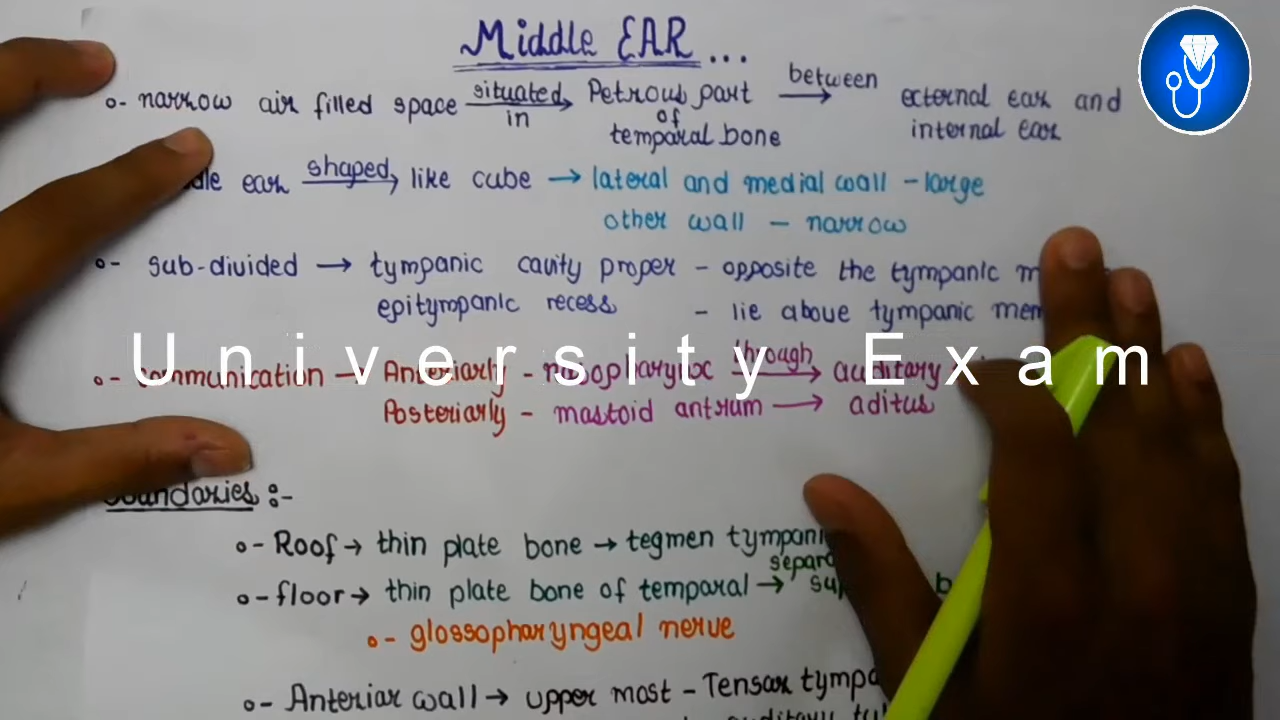 Middle EAR ...
o- narrow air filled space situated in → Petrous part of temporal bone → between external ear and internal ear
ear shaped → like cube → lateral and medial wall - large
other wall - narrow
o- sub-divided → tympanic cavity proper - opposite the tympanic
epitympanic recess - lie above tympanic
University Exam
o- communication → Anteriorly - nasopharynx through → auditory
Posteriorly - mastoid antrum → aditus
Boundaries :-
o- Roof → thin plate bone → tegmen
o- floor → thin plate bone of temporal →
o- glossopharyngeal nerve
o- Anterior wall → upper most - Tensor